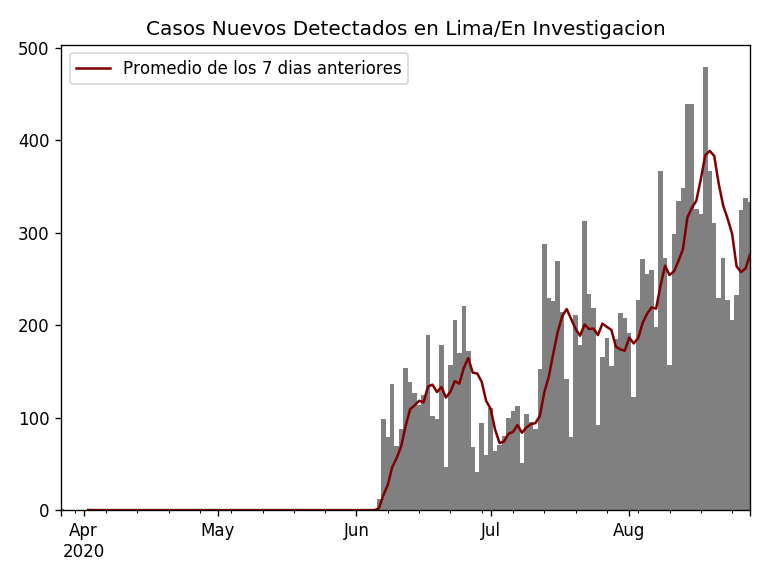 Casos Nuevos Detectados en Lima/En Investigacion
Promedio de los 7 dias anteriores
500
400
300
200
100
0
Apr May Jun Jul Aug
2020